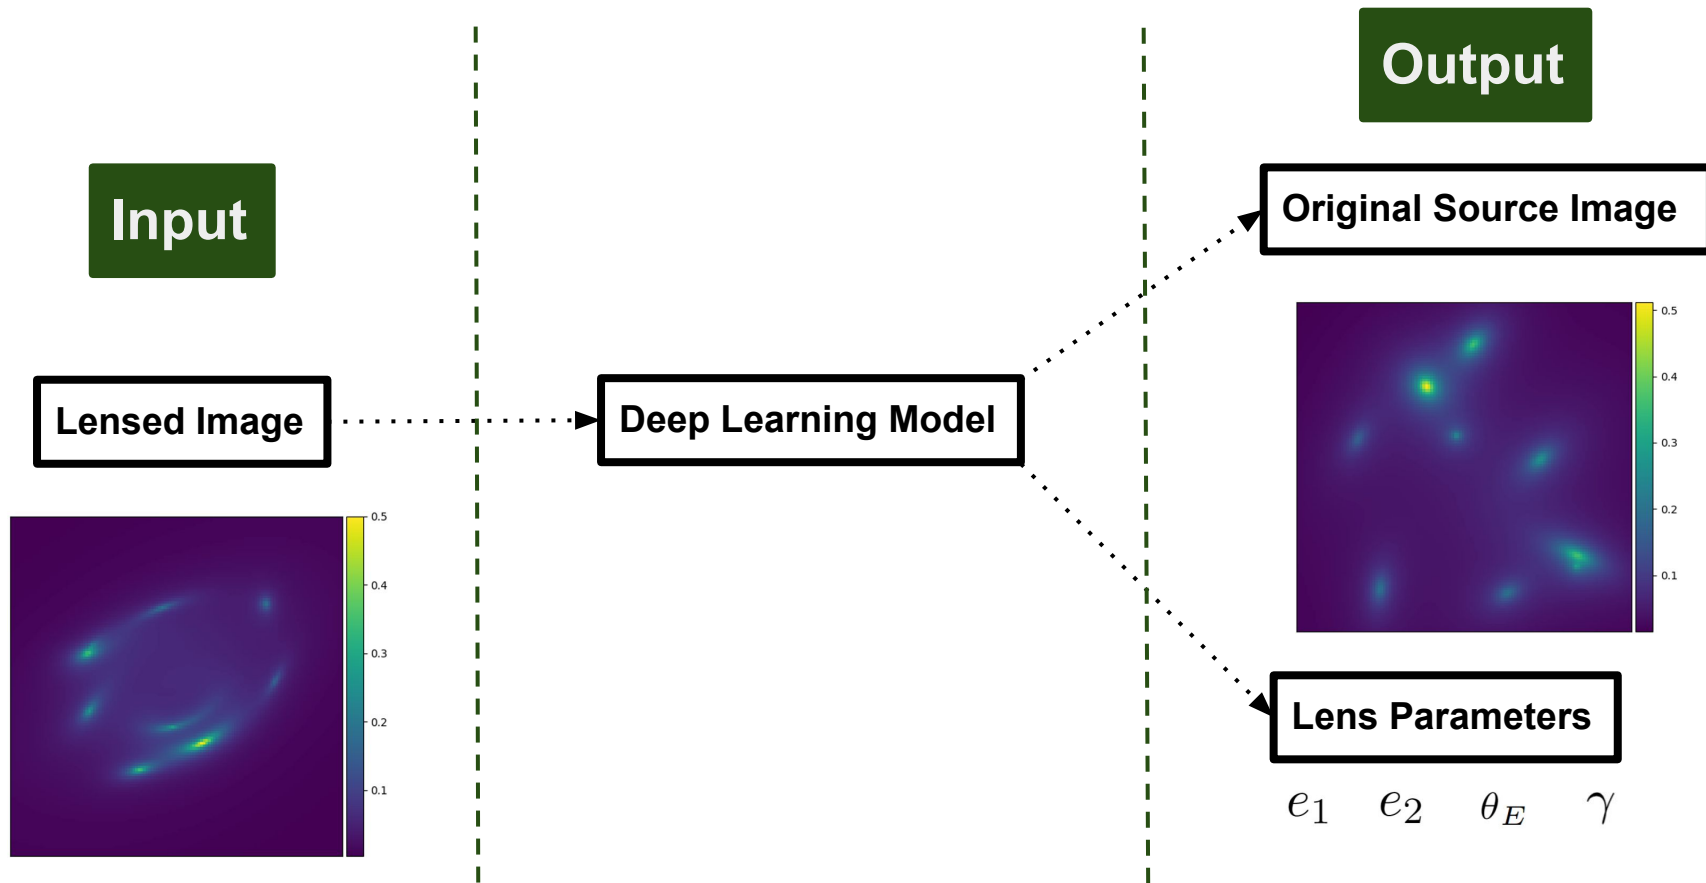 Input
Lensed Image
0.5
0.4
0.3
0.2
0.1
Deep Learning Model
Output
Original Source Image
0.5
0.4
0.3
0.2
0.1
Lens Parameters
e₁ e₂ θ_E γ